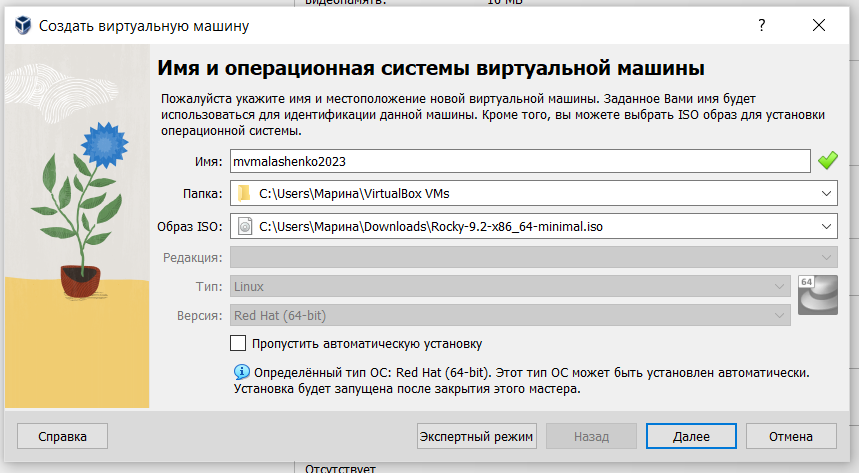 Видеопамять: 16 МБ
Создать виртуальную машину
?
Имя и операционная системы виртуальной машины
Пожалуйста укажите имя и местоположение новой виртуальной машины. Заданное Вами имя будет
использоваться для идентификации данной машины. Кроме того, вы можете выбрать ISO образ для установки
операционной системы.
Имя: mvmalashenko2023
Папка: C:\Users\Марина\VirtualBox VMs
Образ ISO: C:\Users\Марина\Downloads\Rocky-9.2-x86_64-minimal.iso
Редакция:
Тип: Linux
64
Версия: Red Hat (64-bit)
Пропустить автоматическую установку
Определённый тип ОС: Red Hat (64-bit). Этот тип ОС может быть установлен автоматически.
Установка будет запущена после закрытия этого мастера.
Справка Экспертный режим Назад Далее Отмена
Отсутствует